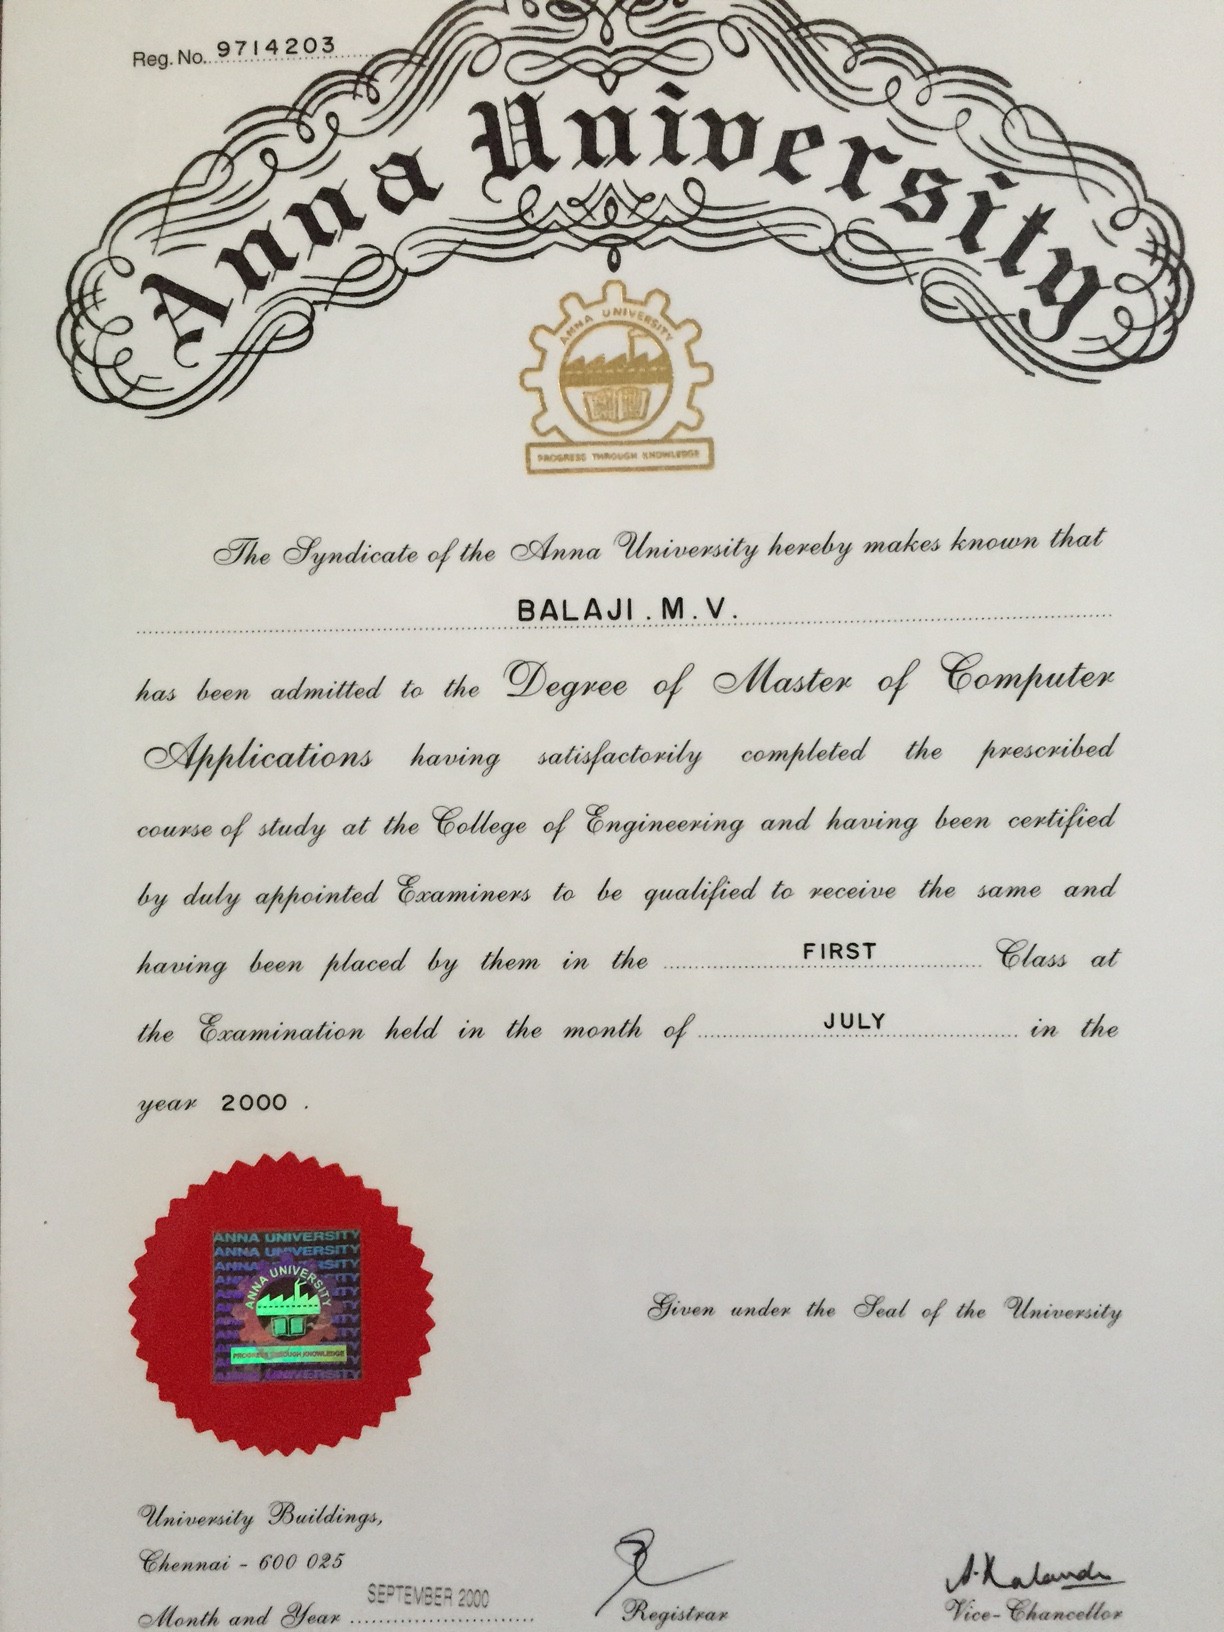 Reg. No. 9714203
Anna University
ANNA UNIVERSITY
PROGRESS THROUGH KNOWLEDGE
The Syndicate of the Anna University hereby makes known that
BALAJI . M . V .
has been admitted to the Degree of Master of Computer
Applications having satisfactorily completed the prescribed
course of study at the College of Engineering and having been certified
by duly appointed Examiners to be qualified to receive the same and
having been placed by them in the FIRST Class at
the Examination held in the month of JULY in the
year 2000 .
ANNA UNIVERSITY
ANNA UNIVERSITY
ANNA UNIVERSITY
PROGRESS THROUGH KNOWLEDGE
Given under the Seal of the University
University Buildings,
Chennai - 600 025
Month and Year SEPTEMBER 2000
Registrar
A. Kalanidhi
Vice-Chancellor